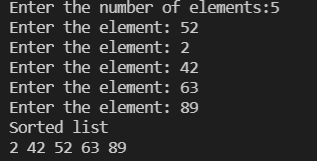 Enter the number of elements:5
Enter the element: 52
Enter the element: 2
Enter the element: 42
Enter the element: 63
Enter the element: 89
Sorted list
2 42 52 63 89